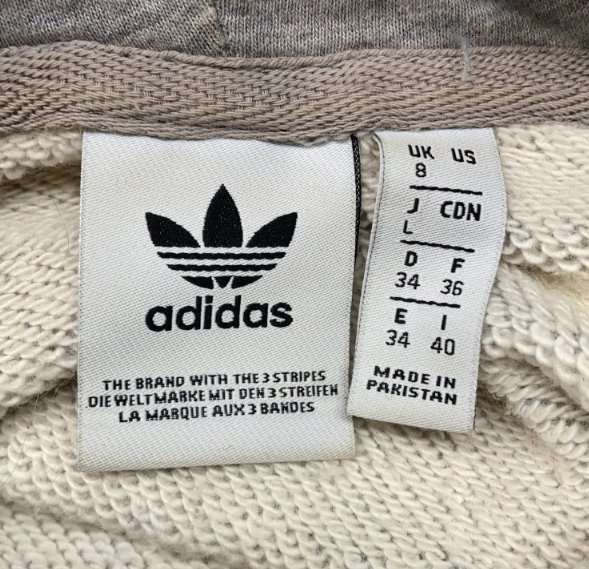 adidas
THE BRAND WITH THE 3 STRIPES
DIE WELTMARKE MIT DEN 3 STREIFEN
LA MARQUE AUX 3 BANDES
UK US
8
J CDN
L
D F
34 36
E I
34 40
MADE IN
PAKISTAN